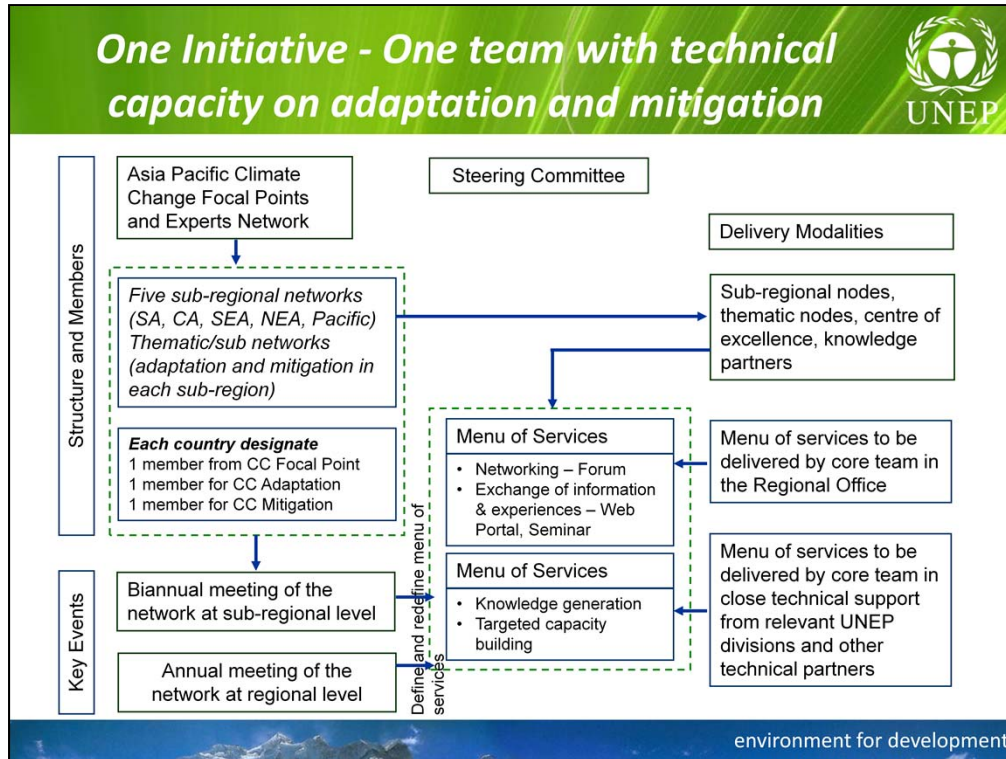 One Initiative - One team with technical
capacity on adaptation and mitigation
UNEP
Structure and Members
Asia Pacific Climate
Change Focal Points
and Experts Network
Steering Committee
Delivery Modalities
Five sub-regional networks
(SA, CA, SEA, NEA, Pacific)
Thematic/sub networks
(adaptation and mitigation in
each sub-region)
Sub-regional nodes,
thematic nodes, centre of
excellence, knowledge
partners
Each country designate
1 member from CC Focal Point
1 member for CC Adaptation
1 member for CC Mitigation
Menu of Services
• Networking – Forum
• Exchange of information
& experiences – Web
Portal, Seminar
Menu of services to be
delivered by core team in
the Regional Office
Key Events
Biannual meeting of the
network at sub-regional level
Annual meeting of the
network at regional level
Define and redefine menu of
services
Menu of Services
• Knowledge generation
• Targeted capacity
building
Menu of services to be
delivered by core team in
close technical support
from relevant UNEP
divisions and other
technical partners
environment for development